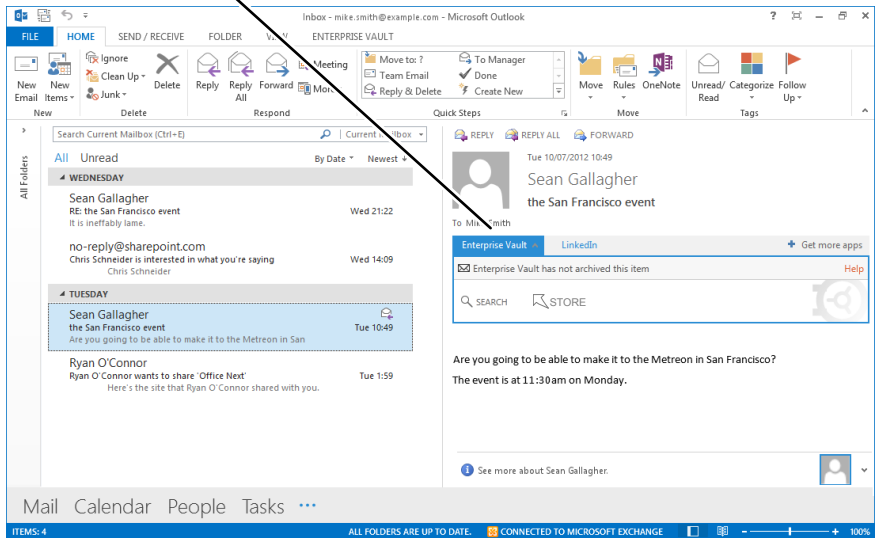 Inbox - mike.smith@example.com - Microsoft Outlook
FILE HOME SEND / RECEIVE FOLDER VIEW ENTERPRISE VAULT
New Email
New Items
New
Ignore
Clean Up
Junk
Delete
Delete
Reply
Reply All
Forward
Meeting
More
Respond
Move to: ?
Team Email
Reply & Delete
To Manager
Done
Create New
Quick Steps
Move
Rules
OneNote
Move
Unread/ Read
Categorize
Follow Up
Tags
All Folders
Search Current Mailbox (Ctrl+E)
Current Mailbox
All Unread By Date Newest
WEDNESDAY
Sean Gallagher
RE: the San Francisco event Wed 21:22
It is ineffably lame.
no-reply@sharepoint.com
Chris Schneider is interested in what you're saying Wed 14:09
Chris Schneider
TUESDAY
Sean Gallagher
the San Francisco event Tue 10:49
Are you going to be able to make it to the Metreon in San
Ryan O'Connor
Ryan O'Connor wants to share 'Office Next' Tue 1:59
Here's the site that Ryan O'Connor shared with you.
REPLY REPLY ALL FORWARD
Tue 10/07/2012 10:49
Sean Gallagher
the San Francisco event
To Mike Smith
Enterprise Vault LinkedIn Get more apps
Enterprise Vault has not archived this item Help
SEARCH STORE
Are you going to be able to make it to the Metreon in San Francisco?
The event is at 11:30am on Monday.
See more about Sean Gallagher.
Mail Calendar People Tasks
ITEMS: 4 ALL FOLDERS ARE UP TO DATE. CONNECTED TO MICROSOFT EXCHANGE 100%